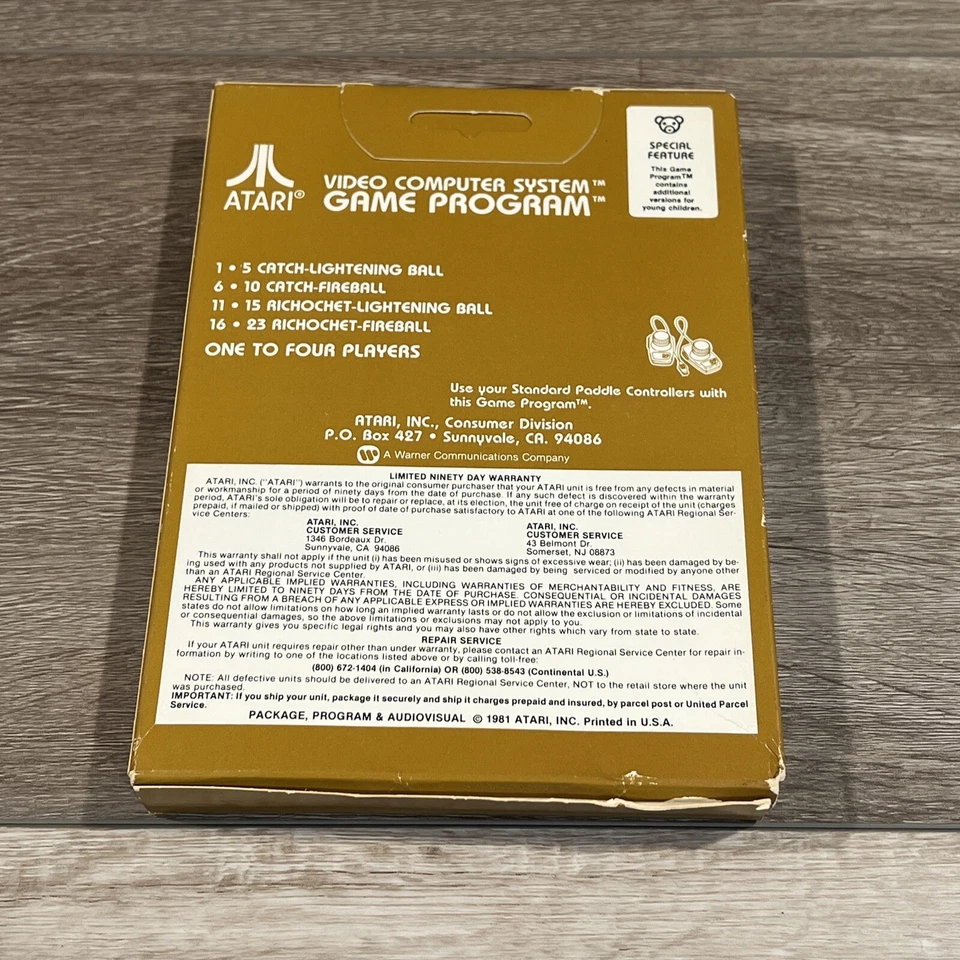 ATARI®
VIDEO COMPUTER SYSTEM™
GAME PROGRAM™
SPECIAL
FEATURE
This Game
Program™
contains
additional
versions for
young children.
1 • 5 CATCH-LIGHTENING BALL
6 • 10 CATCH-FIREBALL
11 • 15 RICHOCHET-LIGHTENING BALL
16 • 23 RICHOCHET-FIREBALL
ONE TO FOUR PLAYERS
Use your Standard Paddle Controllers with
this Game Program™.
ATARI, INC., Consumer Division
P.O. Box 427 • Sunnyvale, CA. 94086
A Warner Communications Company
LIMITED NINETY DAY WARRANTY
ATARI, INC. ("ATARI") warrants to the original consumer purchaser that your ATARI unit is free from any defects in material
or workmanship for a period of ninety days from the date of purchase. If any such defect is discovered within the warranty
period, ATARI's sole obligation will be to repair or replace, at its election, the unit free of charge on receipt of the unit (charges
prepaid, if mailed or shipped) with proof of date of purchase satisfactory to ATARI at one of the following ATARI Regional Ser-
vice Centers:
ATARI, INC.
CUSTOMER SERVICE
1346 Bordeaux Dr.
Sunnyvale, CA 94086
ATARI, INC.
CUSTOMER SERVICE
43 Belmont Dr.
Somerset, NJ 08873
This warranty shall not apply if the unit (i) has been misused or shows signs of excessive wear; (ii) has been damaged by be-
ing used with any products not supplied by ATARI, or (iii) has been damaged by being serviced or modified by anyone other
than an ATARI Regional Service Center.
ANY APPLICABLE IMPLIED WARRANTIES, INCLUDING WARRANTIES OF MERCHANTABILITY AND FITNESS, ARE
HEREBY LIMITED TO NINETY DAYS FROM THE DATE OF PURCHASE. CONSEQUENTIAL OR INCIDENTAL DAMAGES
RESULTING FROM A BREACH OF ANY APPLICABLE EXPRESS OR IMPLIED WARRANTIES ARE HEREBY EXCLUDED. Some
states do not allow limitations on how long an implied warranty lasts or do not allow the exclusion or limitations of incidental
or consequential damages, so the above limitations or exclusions may not apply to you.
This warranty gives you specific legal rights and you may also have other rights which vary from state to state.
REPAIR SERVICE
If your ATARI unit requires repair other than under warranty, please contact an ATARI Regional Service Center for repair in-
formation by writing to one of the locations listed above or by calling toll-free:
(800) 672-1404 (in California) OR (800) 538-8543 (Continental U.S.)
NOTE: All defective units should be delivered to an ATARI Regional Service Center, NOT to the retail store where the unit
was purchased.
IMPORTANT: If you ship your unit, package it securely and ship it charges prepaid and insured, by parcel post or United Parcel
Service.
PACKAGE, PROGRAM & AUDIOVISUAL © 1981 ATARI, INC. Printed in U.S.A.